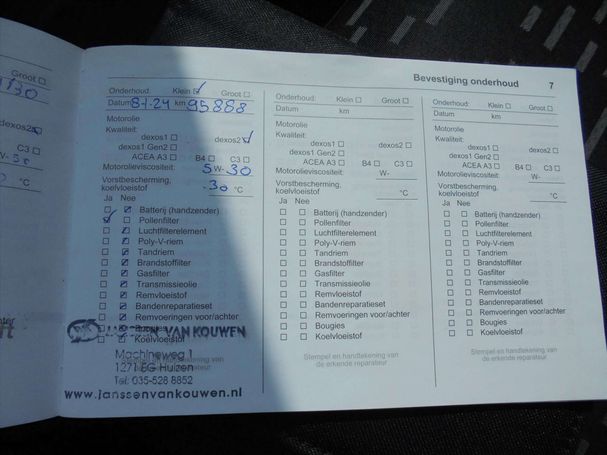 Groot
dexos2
C3
Bevestiging onderhoud 7
Onderhoud: Klein Groot
Datum 8-1-24 km 95888
Motorolie
Kwaliteit:
dexos1 dexos2
dexos1 Gen2
ACEA A3 B4 C3
Motorolieviscositeit: 5 W- 30
Vorstbescherming,
koelvloeistof -30 °C
Ja Nee
Batterij (handzender)
Pollenfilter
Luchtfilterelement
Poly-V-riem
Tandriem
Brandstoffilter
Gasfilter
Transmissieolie
Remvloeistof
Bandenreparatieset
Remvoeringen voor/achter
Bougies
Koelvloeistof
VAN KOUWEN
Machineweg 1
1271 EG Huizen
Tel: 035-528 8852
www.janssenvankouwen.nl
Onderhoud: Klein Groot
Datum km
Motorolie
Kwaliteit:
dexos1 dexos2
dexos1 Gen2
ACEA A3 B4 C3
Motorolieviscositeit: W-
Vorstbescherming,
koelvloeistof °C
Ja Nee
Batterij (handzender)
Pollenfilter
Luchtfilterelement
Poly-V-riem
Tandriem
Brandstoffilter
Gasfilter
Transmissieolie
Remvloeistof
Bandenreparatieset
Remvoeringen voor/achter
Bougies
Koelvloeistof
Stempel en handtekening van
de erkende reparateur
Onderhoud: Klein Groot
Datum km
Motorolie
Kwaliteit:
dexos1 dexos2
dexos1 Gen2
ACEA A3 B4 C3
Motorolieviscositeit: W-
Vorstbescherming,
koelvloeistof °C
Ja Nee
Batterij (handzender)
Pollenfilter
Luchtfilterelement
Poly-V-riem
Tandriem
Brandstoffilter
Gasfilter
Transmissieolie
Remvloeistof
Bandenreparatieset
Remvoeringen voor/achter
Bougies
Koelvloeistof
Stempel en handtekening van
de erkende reparateur